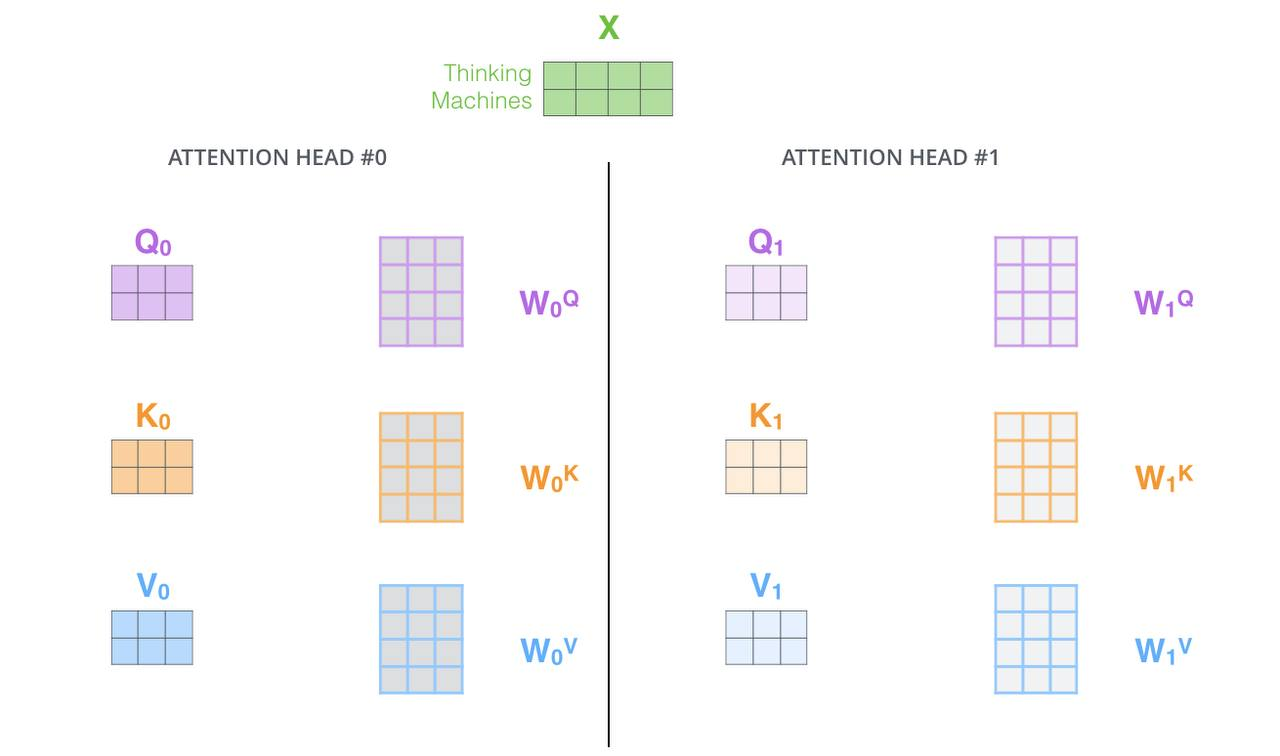 X
Thinking
Machines
ATTENTION HEAD #0
ATTENTION HEAD #1
Q₀
W₀Q
Q₁
W₁Q
K₀
W₀K
K₁
W₁K
V₀
W₀V
V₁
W₁V